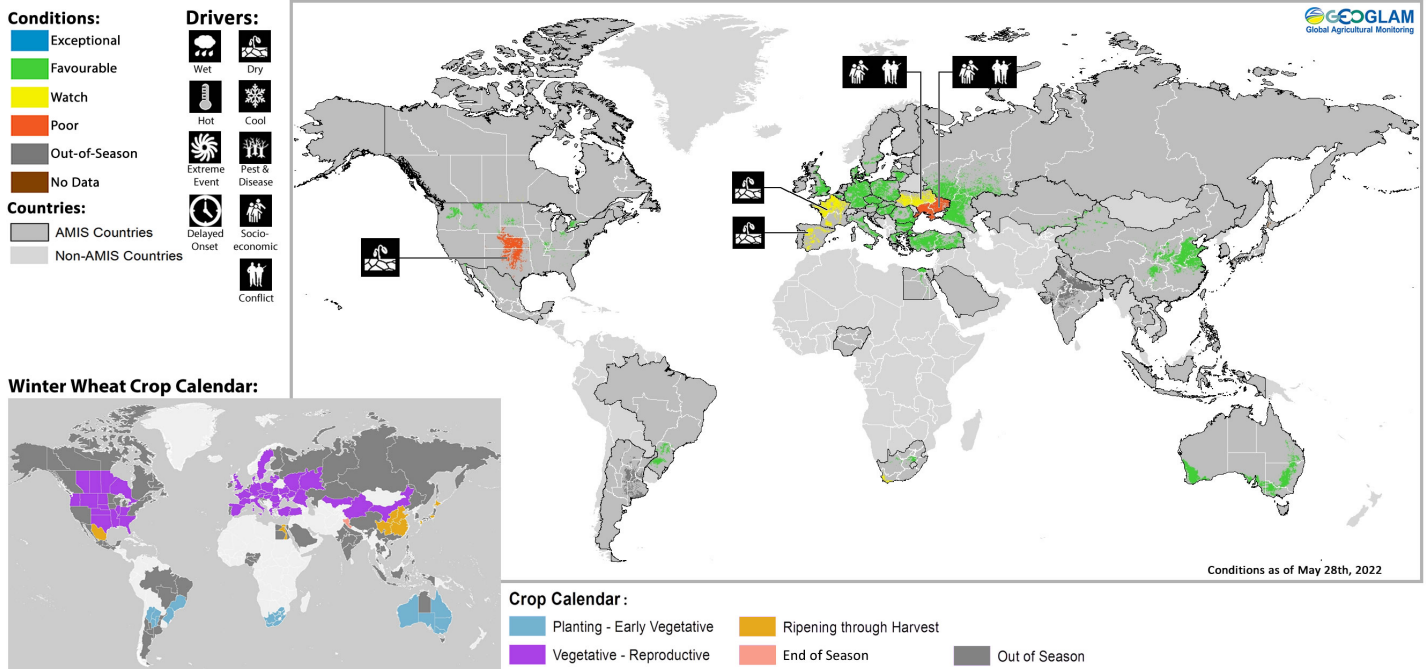 Conditions:
Exceptional
Favourable
Watch
Poor
Out-of-Season
No Data
Countries:
AMIS Countries
Non-AMIS Countries
Drivers:
Wet
Dry
Hot
Cool
Extreme
Event
Pest &
Disease
Delayed
Onset
Socio-
economic
Conflict
GEOGLAM
Global Agricultural Monitoring
Conditions as of May 28th, 2022
Winter Wheat Crop Calendar:
Crop Calendar :
Planting - Early Vegetative
Ripening through Harvest
Vegetative - Reproductive
End of Season
Out of Season